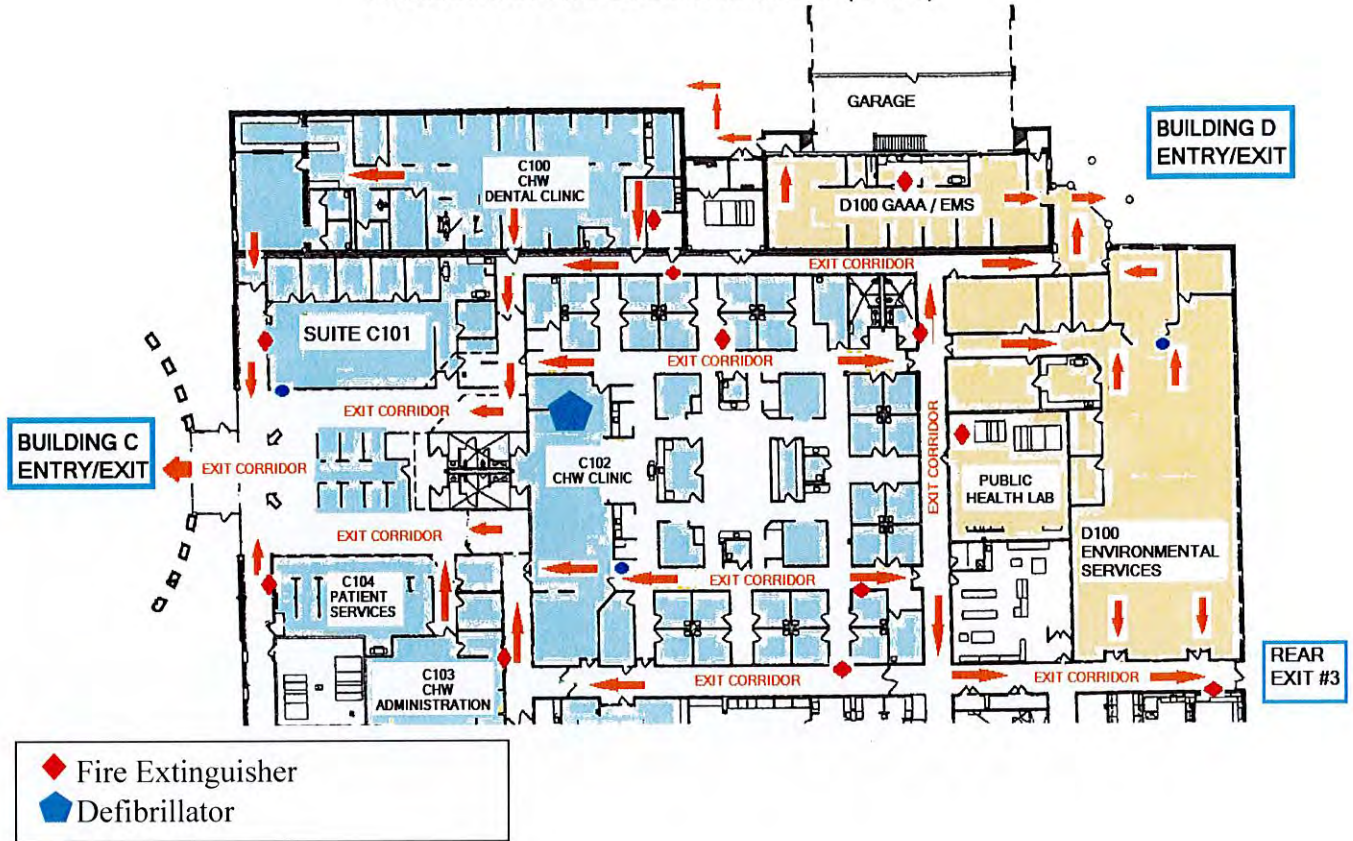 GARAGE
BUILDING D
ENTRY/EXIT
C100
CHW
DENTAL CLINIC
D100 GAAA / EMS
EXIT CORRIDOR
EXIT CORRIDOR
SUITE C101
EXIT CORRIDOR
EXIT CORRIDOR
BUILDING C
ENTRY/EXIT
EXIT CORRIDOR
C102
CHW CLINIC
EXIT CORRIDOR
PUBLIC
HEALTH LAB
EXIT CORRIDOR
D100
ENVIRONMENTAL
SERVICES
C104
PATIENT
SERVICES
EXIT CORRIDOR
C103
CHW
ADMINISTRATION
EXIT CORRIDOR
EXIT CORRIDOR
REAR
EXIT #3
Fire Extinguisher
Defibrillator